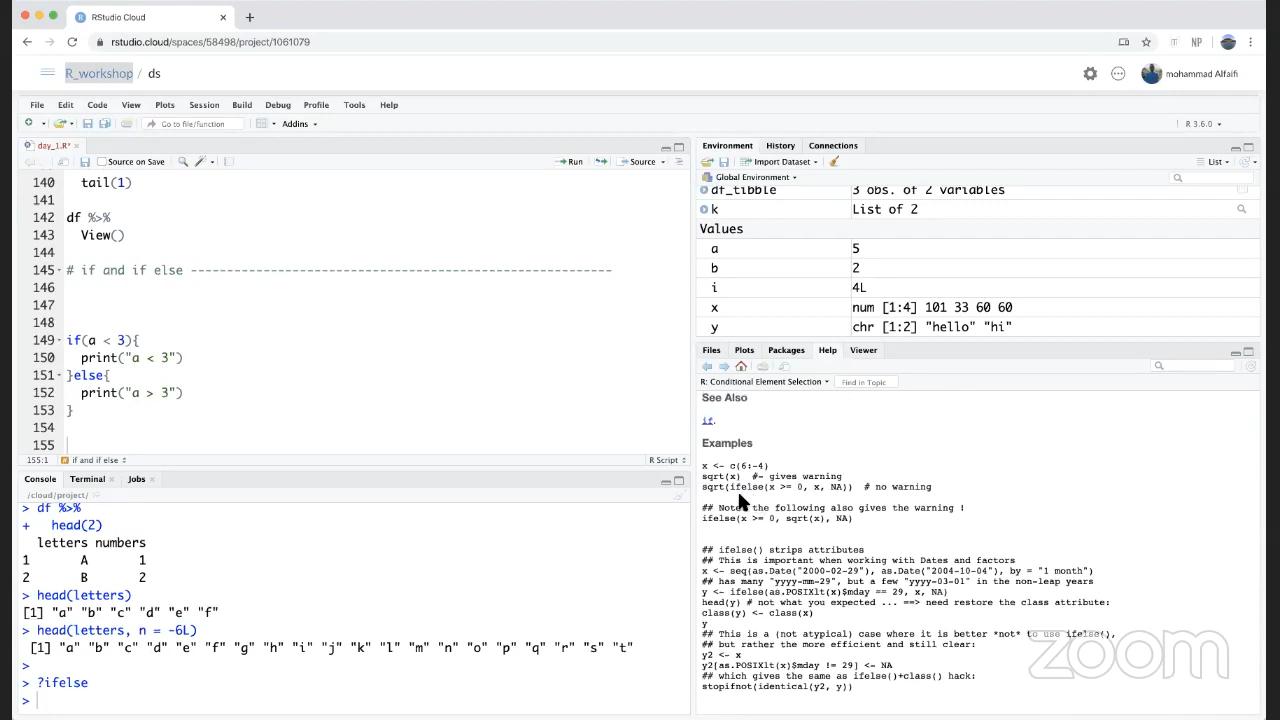 RStudio Cloud
rstudio.cloud/spaces/58498/project/1061079
NP
R_workshop / ds
mohammad Alfaifi
File Edit Code View Plots Session Build Debug Profile Tools Help
Go to file/function
Addins
R 3.6.0
day_1.R*
Source on Save
Run
Source
140 tail(1)
141
142 df %>%
143 View()
144
145 # if and if else ----------------------------------------------------------
146
147
148
149 if(a < 3){
150 print("a < 3")
151 }else{
152 print("a > 3")
153 }
154
155
155:1 if and if else
R Script
Console Terminal Jobs
/cloud/project/
> df %>%
+ head(2)
letters numbers
1 A 1
2 B 2
> head(letters)
[1] "a" "b" "c" "d" "e" "f"
> head(letters, n = -6L)
[1] "a" "b" "c" "d" "e" "f" "g" "h" "i" "j" "k" "l" "m" "n" "o" "p" "q" "r" "s" "t"
>
> ?ifelse
>
Environment History Connections
Import Dataset
List
Global Environment
df_tibble 3 obs. of 2 variables
k List of 2
Values
a 5
b 2
i 4L
x num [1:4] 101 33 60 60
y chr [1:2] "hello" "hi"
Files Plots Packages Help Viewer
R: Conditional Element Selection
Find in Topic
See Also
if.
Examples
x <- c(6:-4)
sqrt(x) #- gives warning
sqrt(ifelse(x >= 0, x, NA)) # no warning
## Note the following also gives the warning !
ifelse(x >= 0, sqrt(x), NA)
## ifelse() strips attributes
## This is important when working with Dates and factors
x <- seq(as.Date("2000-02-29"), as.Date("2004-10-04"), by = "1 month")
## has many "yyyy-mm-29", but a few "yyyy-03-01" in the non-leap years
y <- ifelse(as.POSIXlt(x)$mday == 29, x, NA)
head(y) # not what you expected ... ==> need restore the class attribute:
class(y) <- class(x)
y
## This is a (not atypical) case where it is better *not* to use ifelse(),
## but rather the more efficient and still clear:
y2 <- x
y2[as.POSIXlt(x)$mday != 29] <- NA
## which gives the same as ifelse()+class() hack:
stopifnot(identical(y2, y))
zoom